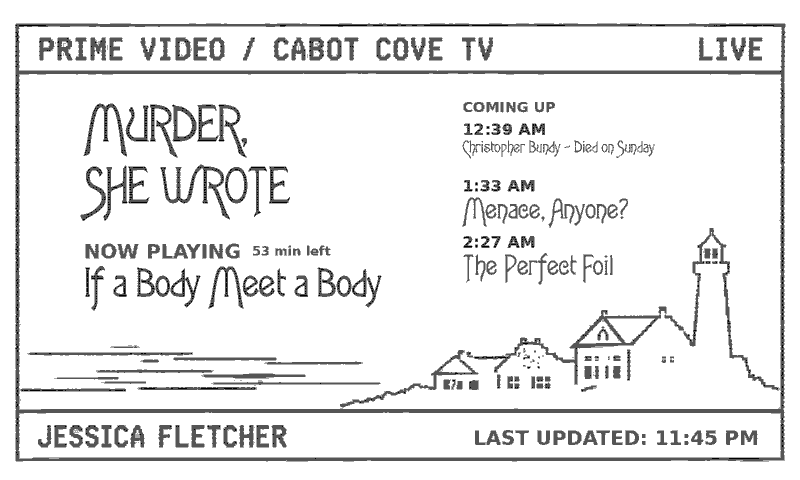 PRIME VIDEO / CABOT COVE TV
LIVE
MURDER,
SHE WROTE
NOW PLAYING 53 min left
If a Body Meet a Body
COMING UP
12:39 AM
Christopher Bundy - Died on Sunday
1:33 AM
Menace, Anyone?
2:27 AM
The Perfect Foil
JESSICA FLETCHER
LAST UPDATED: 11:45 PM